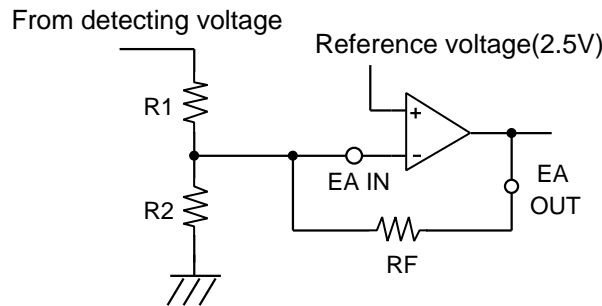 From detecting voltage
Reference voltage(2.5V)
R1
+
-
EA IN
EA
OUT
R2
RF